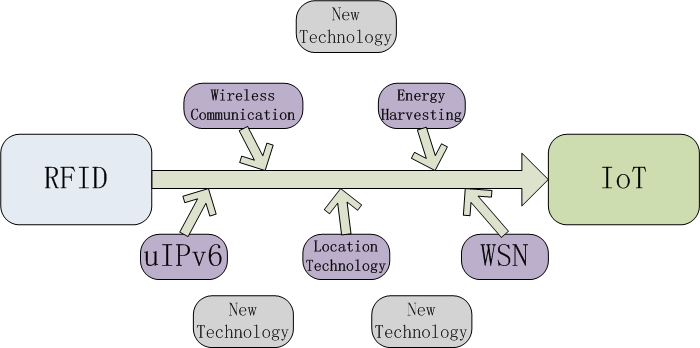 New
Technology
Wireless
Communication
Energy
Harvesting
RFID
IoT
uIPv6
Location
Technology
WSN
New
Technology
New
Technology